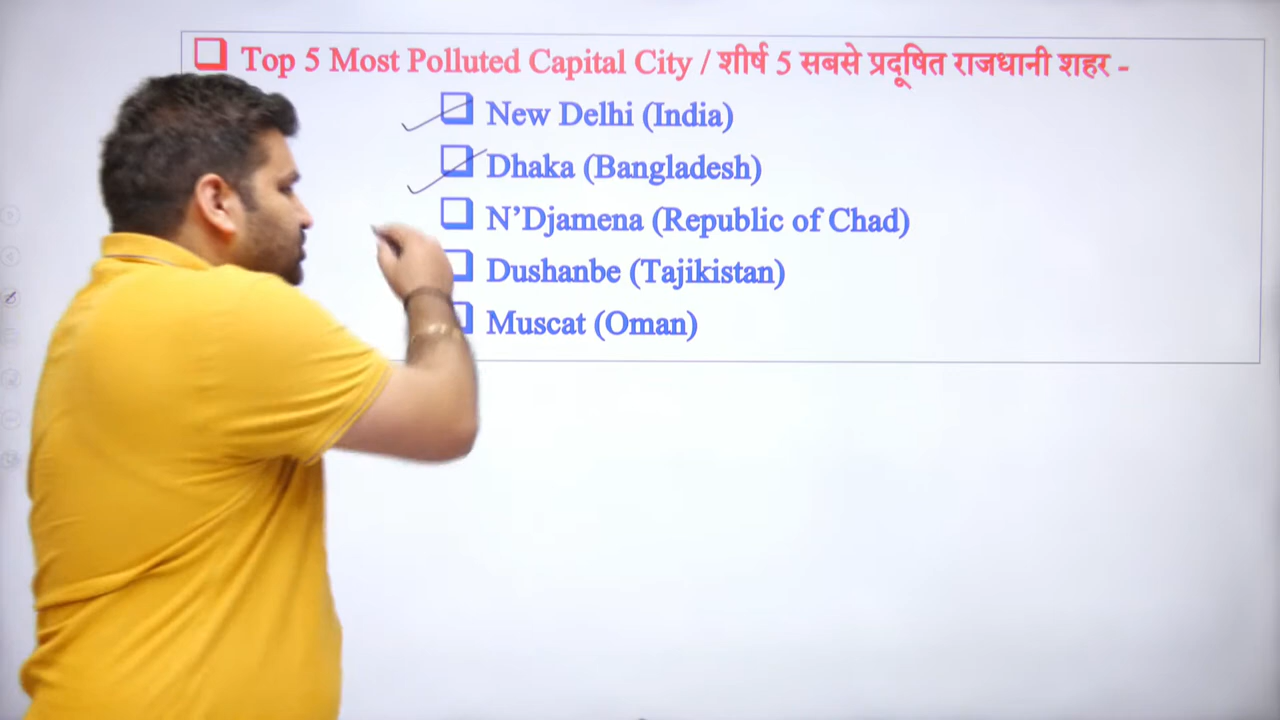 Top 5 Most Polluted Capital City / शीर्ष 5 सबसे प्रदूषित राजधानी शहर -
New Delhi (India)
Dhaka (Bangladesh)
N’Djamena (Republic of Chad)
Dushanbe (Tajikistan)
Muscat (Oman)